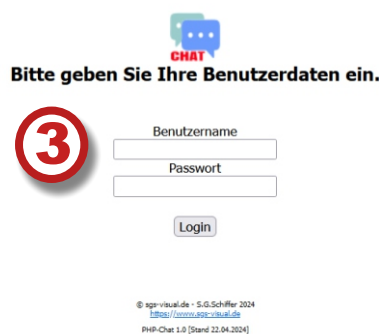 CHAT
Bitte geben Sie Ihre Benutzerdaten ein.
3
Benutzername
Passwort
Login
© sgs-visual.de - S.G.Schiffer 2024
https://www.sgs-visual.de
PHP-Chat 1.0 [Stand 22.04.2024]